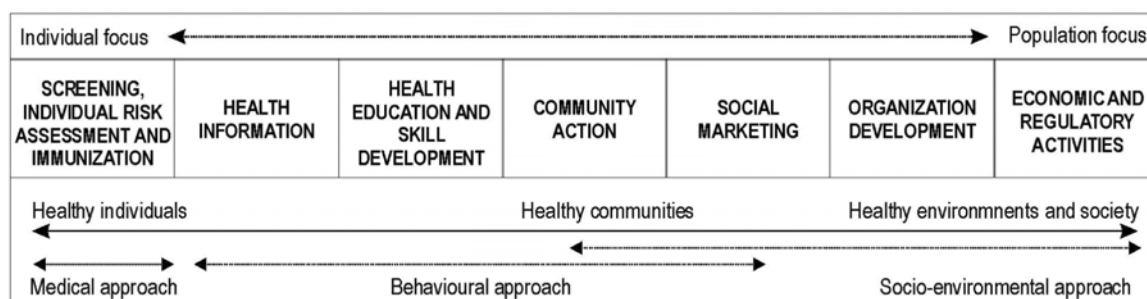 Individual focus
Population focus
SCREENING,
INDIVIDUAL RISK
ASSESSMENT AND
IMMUNIZATION
HEALTH
INFORMATION
HEALTH
EDUCATION AND
SKILL
DEVELOPMENT
COMMUNITY
ACTION
SOCIAL
MARKETING
ORGANIZATION
DEVELOPMENT
ECONOMIC AND
REGULATORY
ACTIVITIES
Healthy individuals
Healthy communities
Healthy environmnents and society
Medical approach
Behavioural approach
Socio-environmental approach